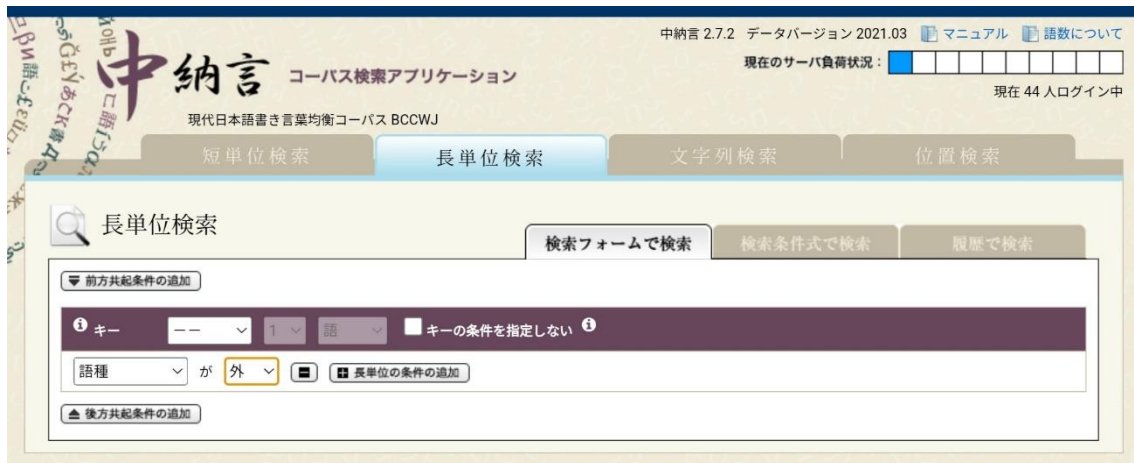 中納言 2.7.2 データバージョン 2021.03 マニュアル 語数について
現在のサーバ負荷状況：
現在 44 人ログイン中
中納言 コーパス検索アプリケーション
現代日本語書き言葉均衡コーパス BCCWJ
短単位検索 長単位検索 文字列検索 位置検索
長単位検索
検索フォームで検索 検索条件式で検索 履歴で検索
前方共起条件の追加
キー −− 1 語 キーの条件を指定しない
語種 が 外 長単位の条件の追加
後方共起条件の追加